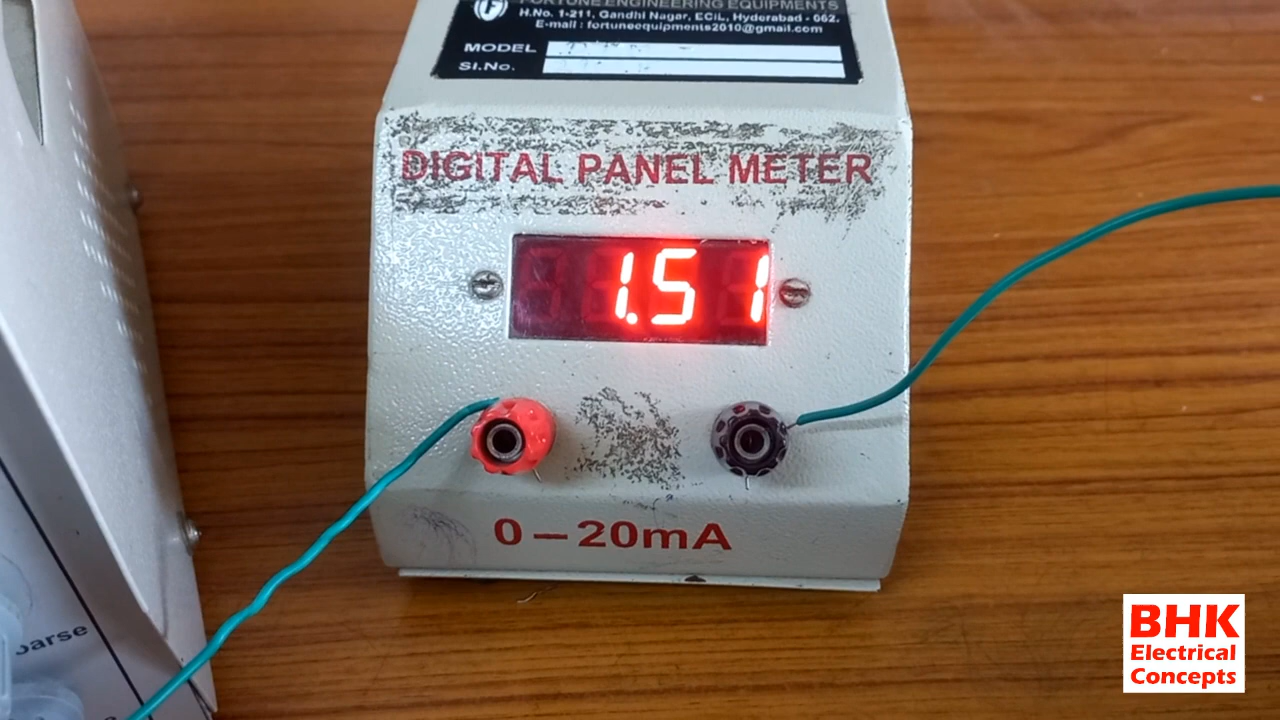 FORTUNE ENGINEERING EQUIPMENTS
H.No. 1-211, Gandhi Nagar, ECIL, Hyderabad - 062.
E-mail : fortuneequipments2010@gmail.com
MODEL
Sl.No.
DIGITAL PANEL METER
1.51
0 – 20mA
BHK
Electrical
Concepts